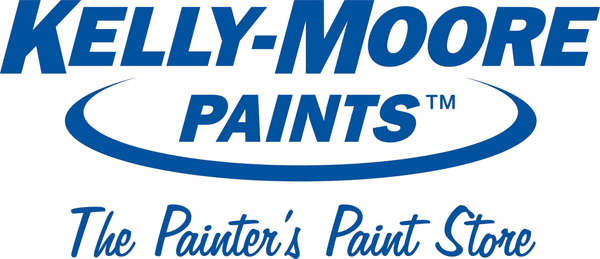 KELLY-MOORE
PAINTS™
The Painter's Paint Store